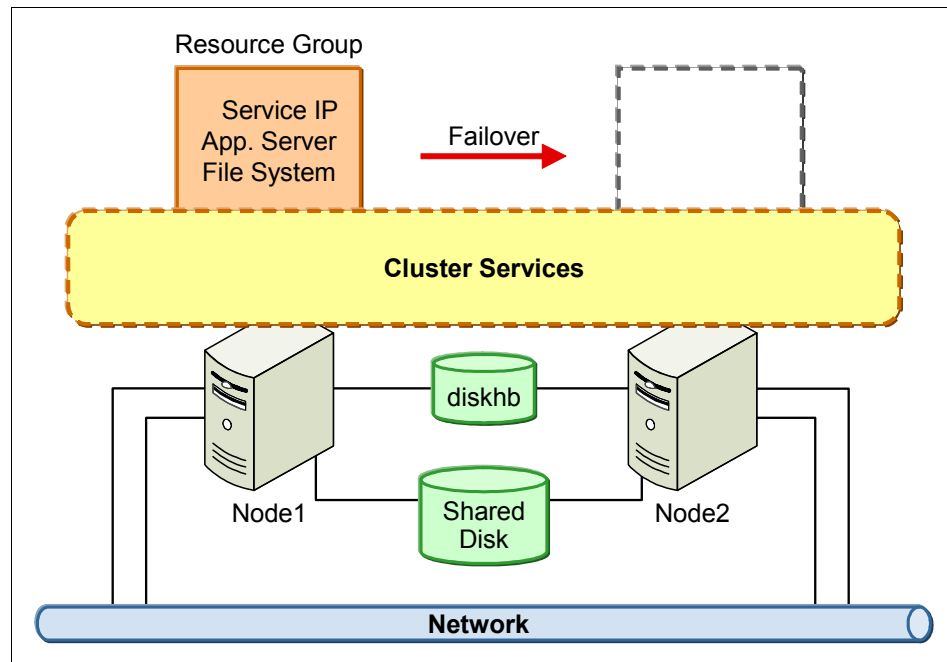 Resource Group
Service IP
App. Server
File System
Failover
Cluster Services
diskhb
Node1
Shared
Disk
Node2
Network